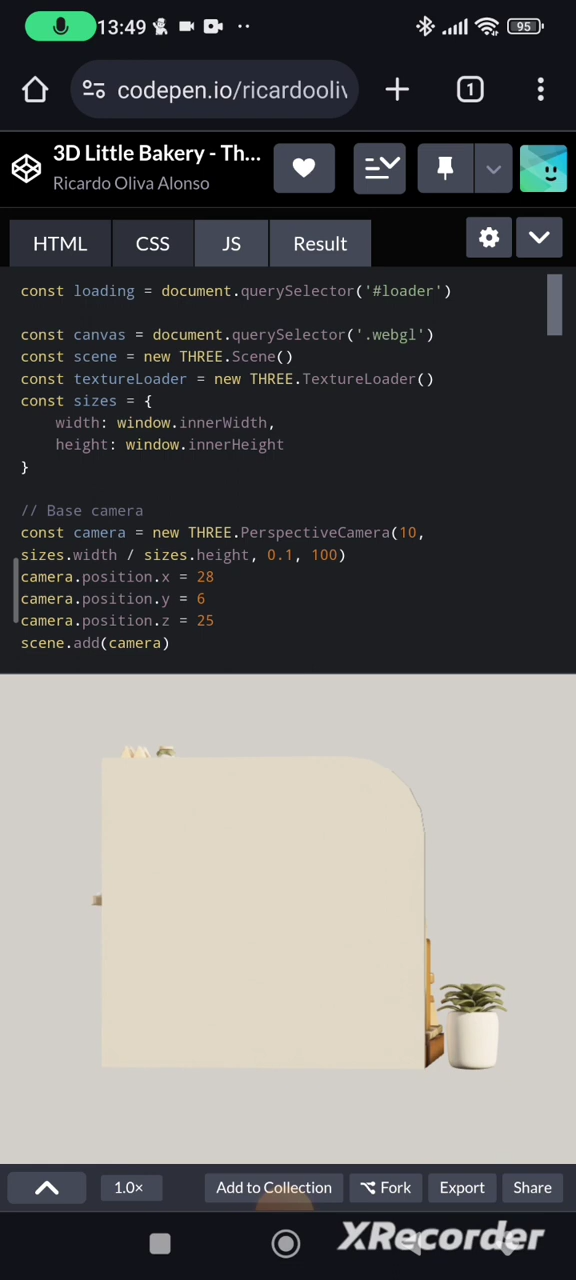 13:49
95
codepen.io/ricardooliv
1
3D Little Bakery - Th...
Ricardo Oliva Alonso
HTML
CSS
JS
Result
const loading = document.querySelector('#loader')
const canvas = document.querySelector('.webgl')
const scene = new THREE.Scene()
const textureLoader = new THREE.TextureLoader()
const sizes = {
width: window.innerWidth,
height: window.innerHeight
}
// Base camera
const camera = new THREE.PerspectiveCamera(10,
sizes.width / sizes.height, 0.1, 100)
camera.position.x = 28
camera.position.y = 6
camera.position.z = 25
scene.add(camera)
1.0×
Add to Collection
Fork
Export
Share
XRecorder